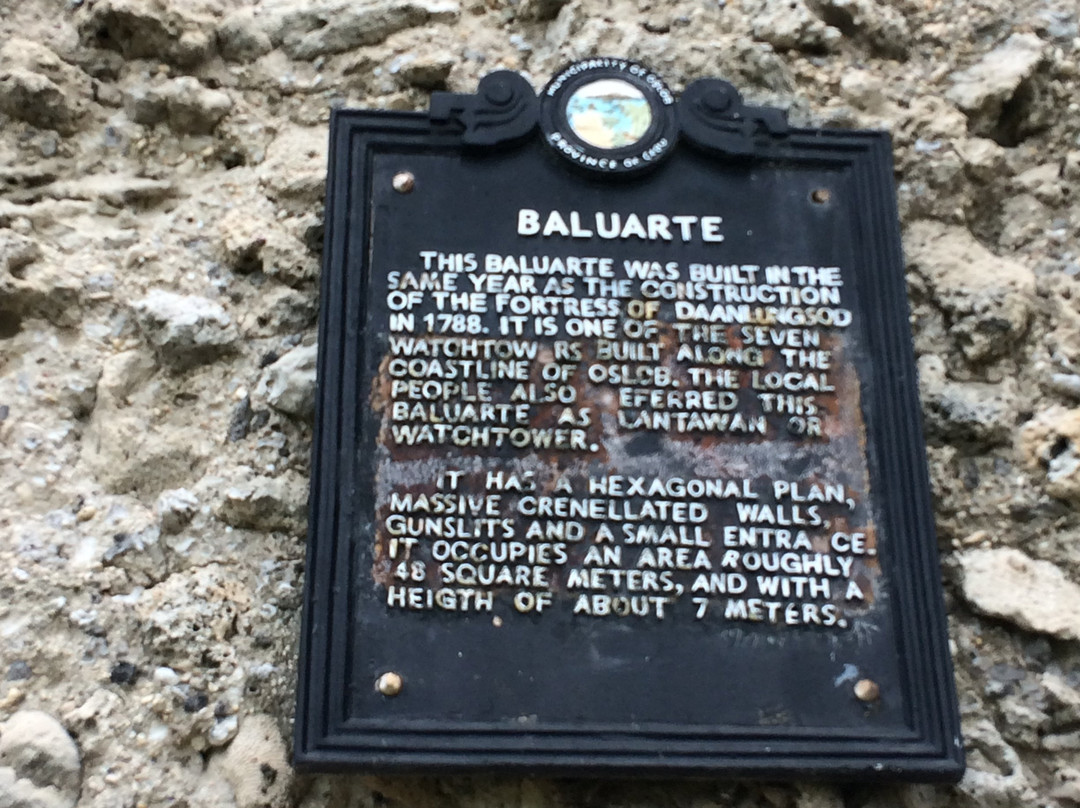 MUNICIPALITY OF OSLOB
PROVINCE OF CEBU
BALUARTE
THIS BALUARTE WAS BUILT IN THE
SAME YEAR AS THE CONSTRUCTION
OF THE FORTRESS OF DAANLUNGSOD
IN 1788. IT IS ONE OF THE SEVEN
WATCHTOW RS BUILT ALONG THE
COASTLINE OF OSLOB. THE LOCAL
PEOPLE ALSO EFERRED THIS
BALUARTE AS LANTAWAN OR
WATCHTOWER.
IT HAS A HEXAGONAL PLAN,
MASSIVE CRENELLATED WALLS,
GUNSLITS AND A SMALL ENTRA CE.
IT OCCUPIES AN AREA ROUGHLY
48 SQUARE METERS, AND WITH A
HEIGTH OF ABOUT 7 METERS.